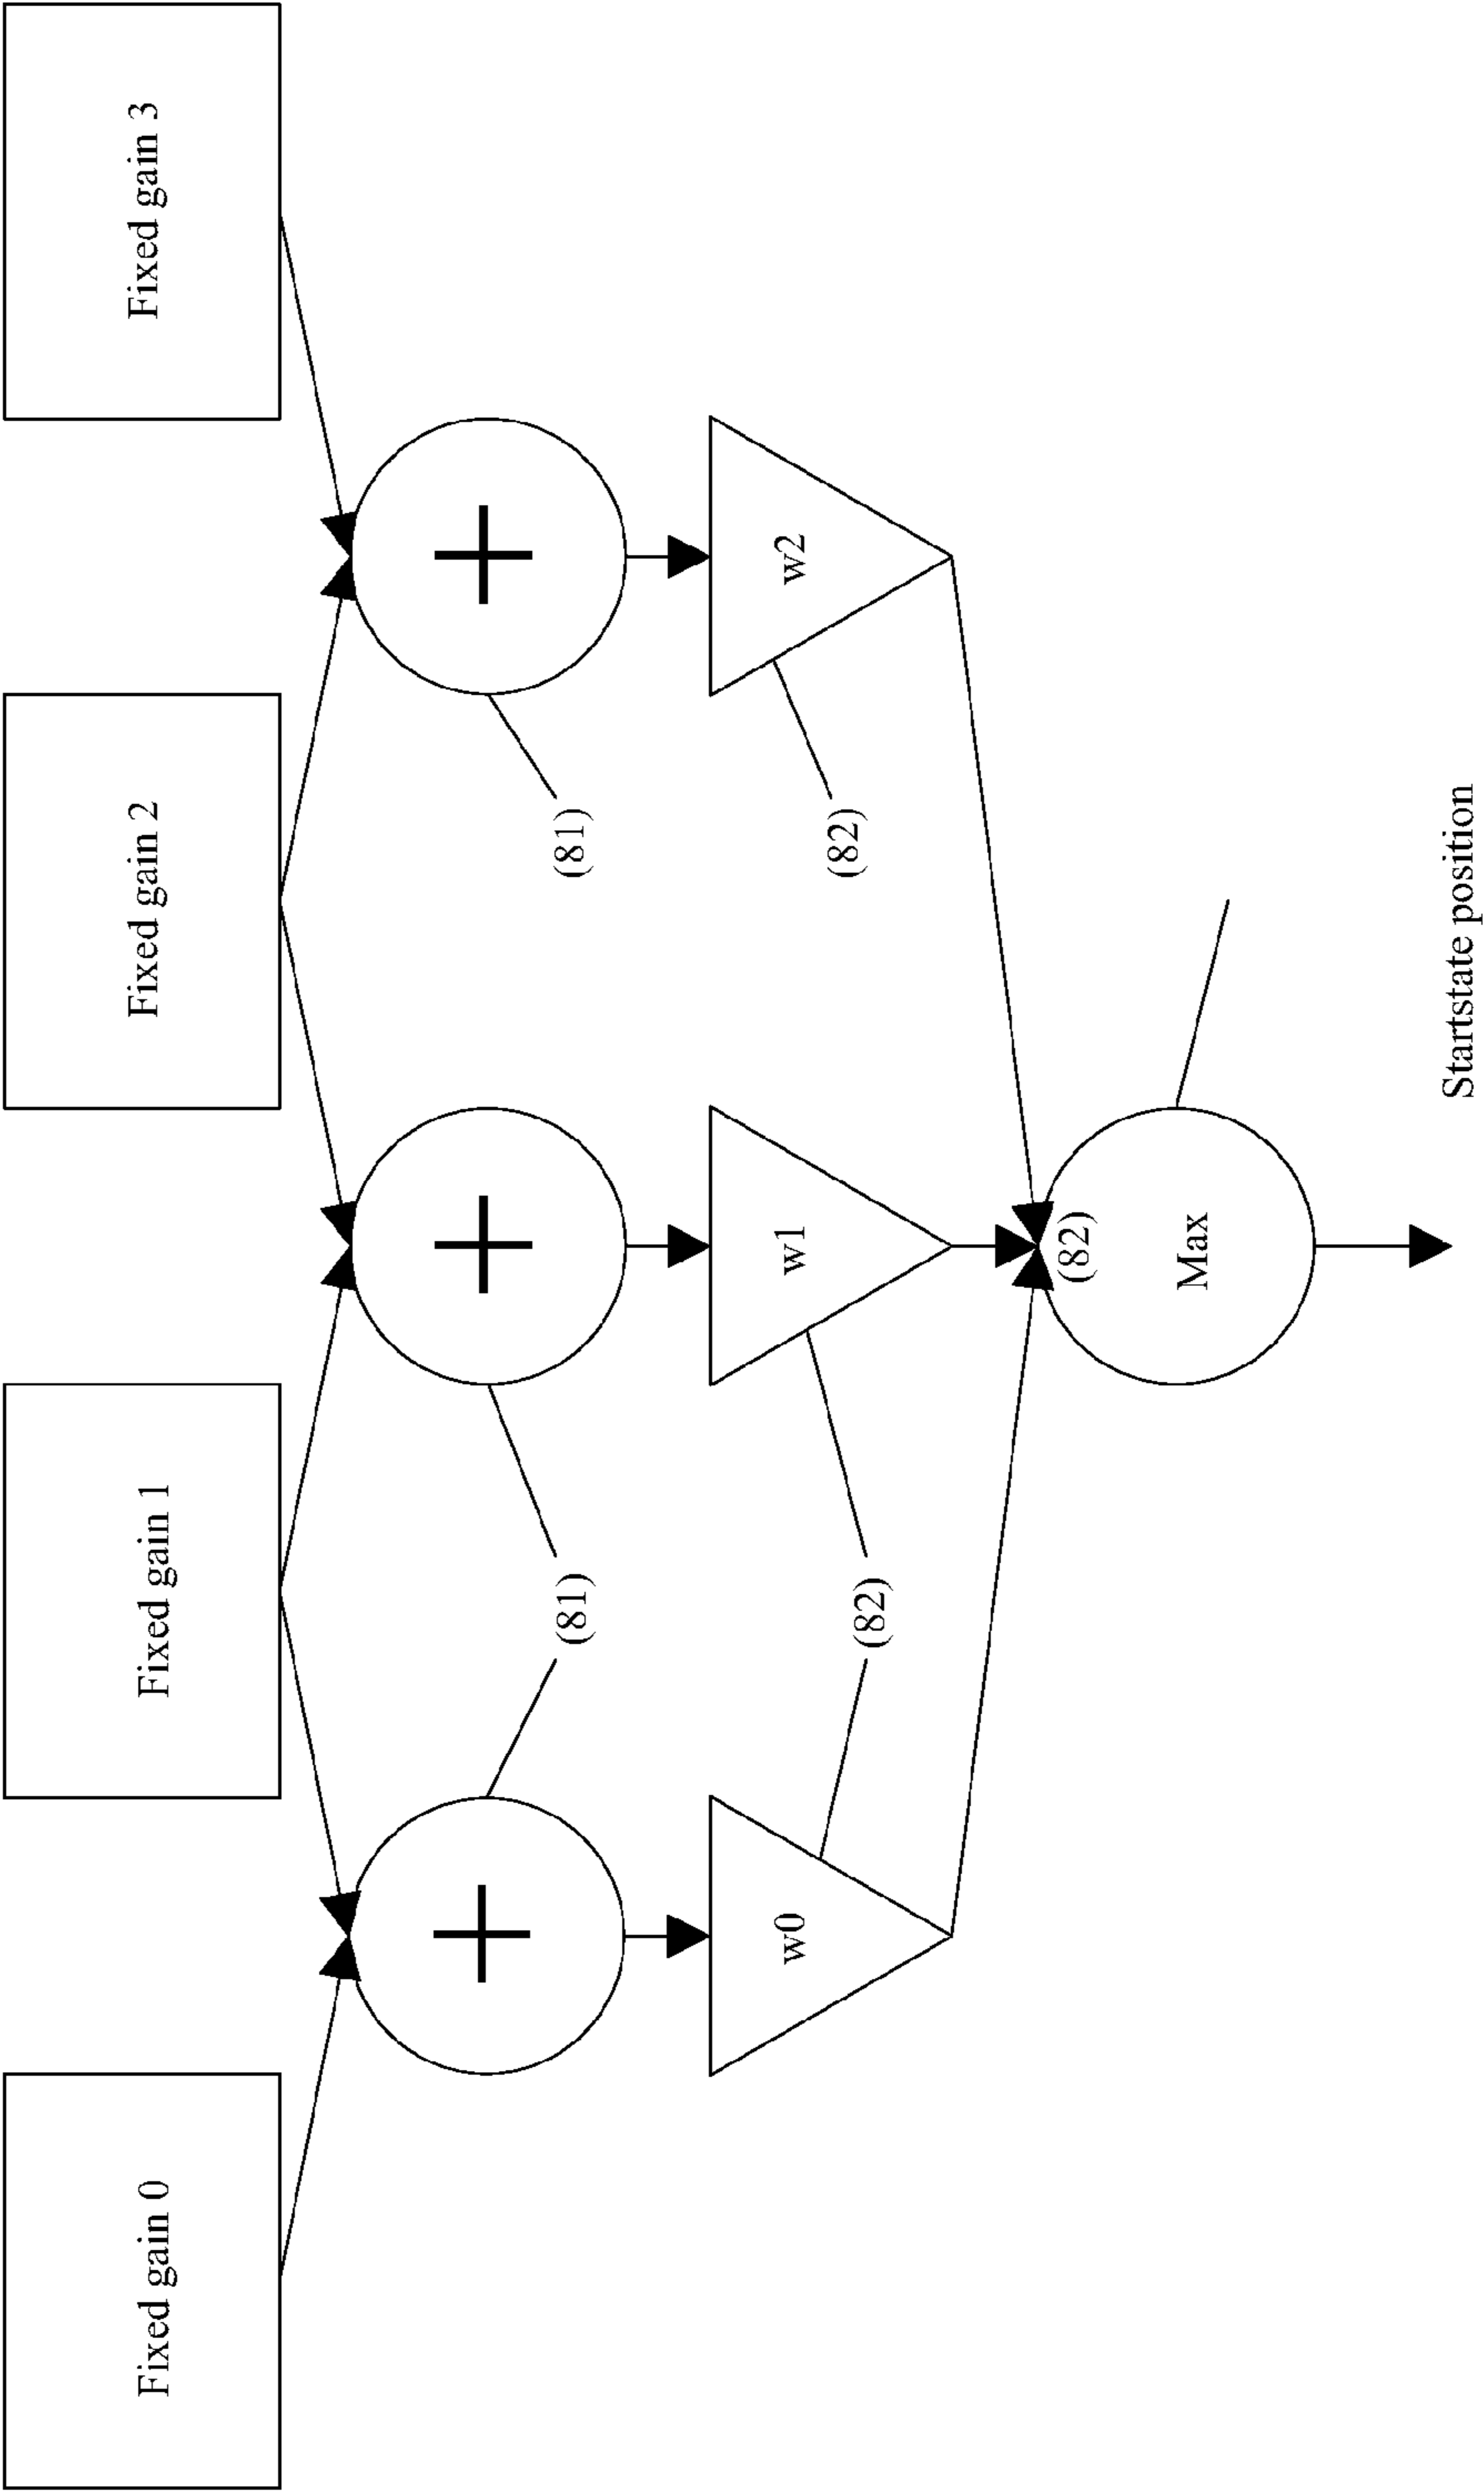 Fixed gain 0
Fixed gain 1
Fixed gain 2
Fixed gain 3
+
+
+
(81)
(81)
w0
w1
w2
(82)
(82)
(82)
Max
Startstate position